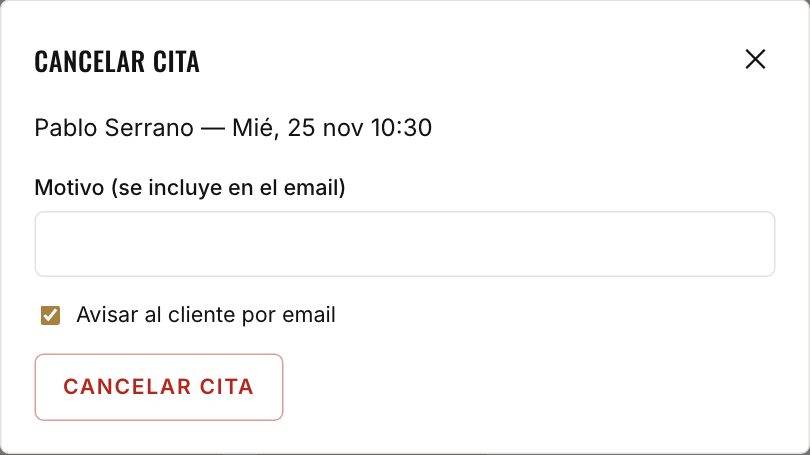 CANCELAR CITA
Pablo Serrano — Mié, 25 nov 10:30
Motivo (se incluye en el email)
Avisar al cliente por email
CANCELAR CITA